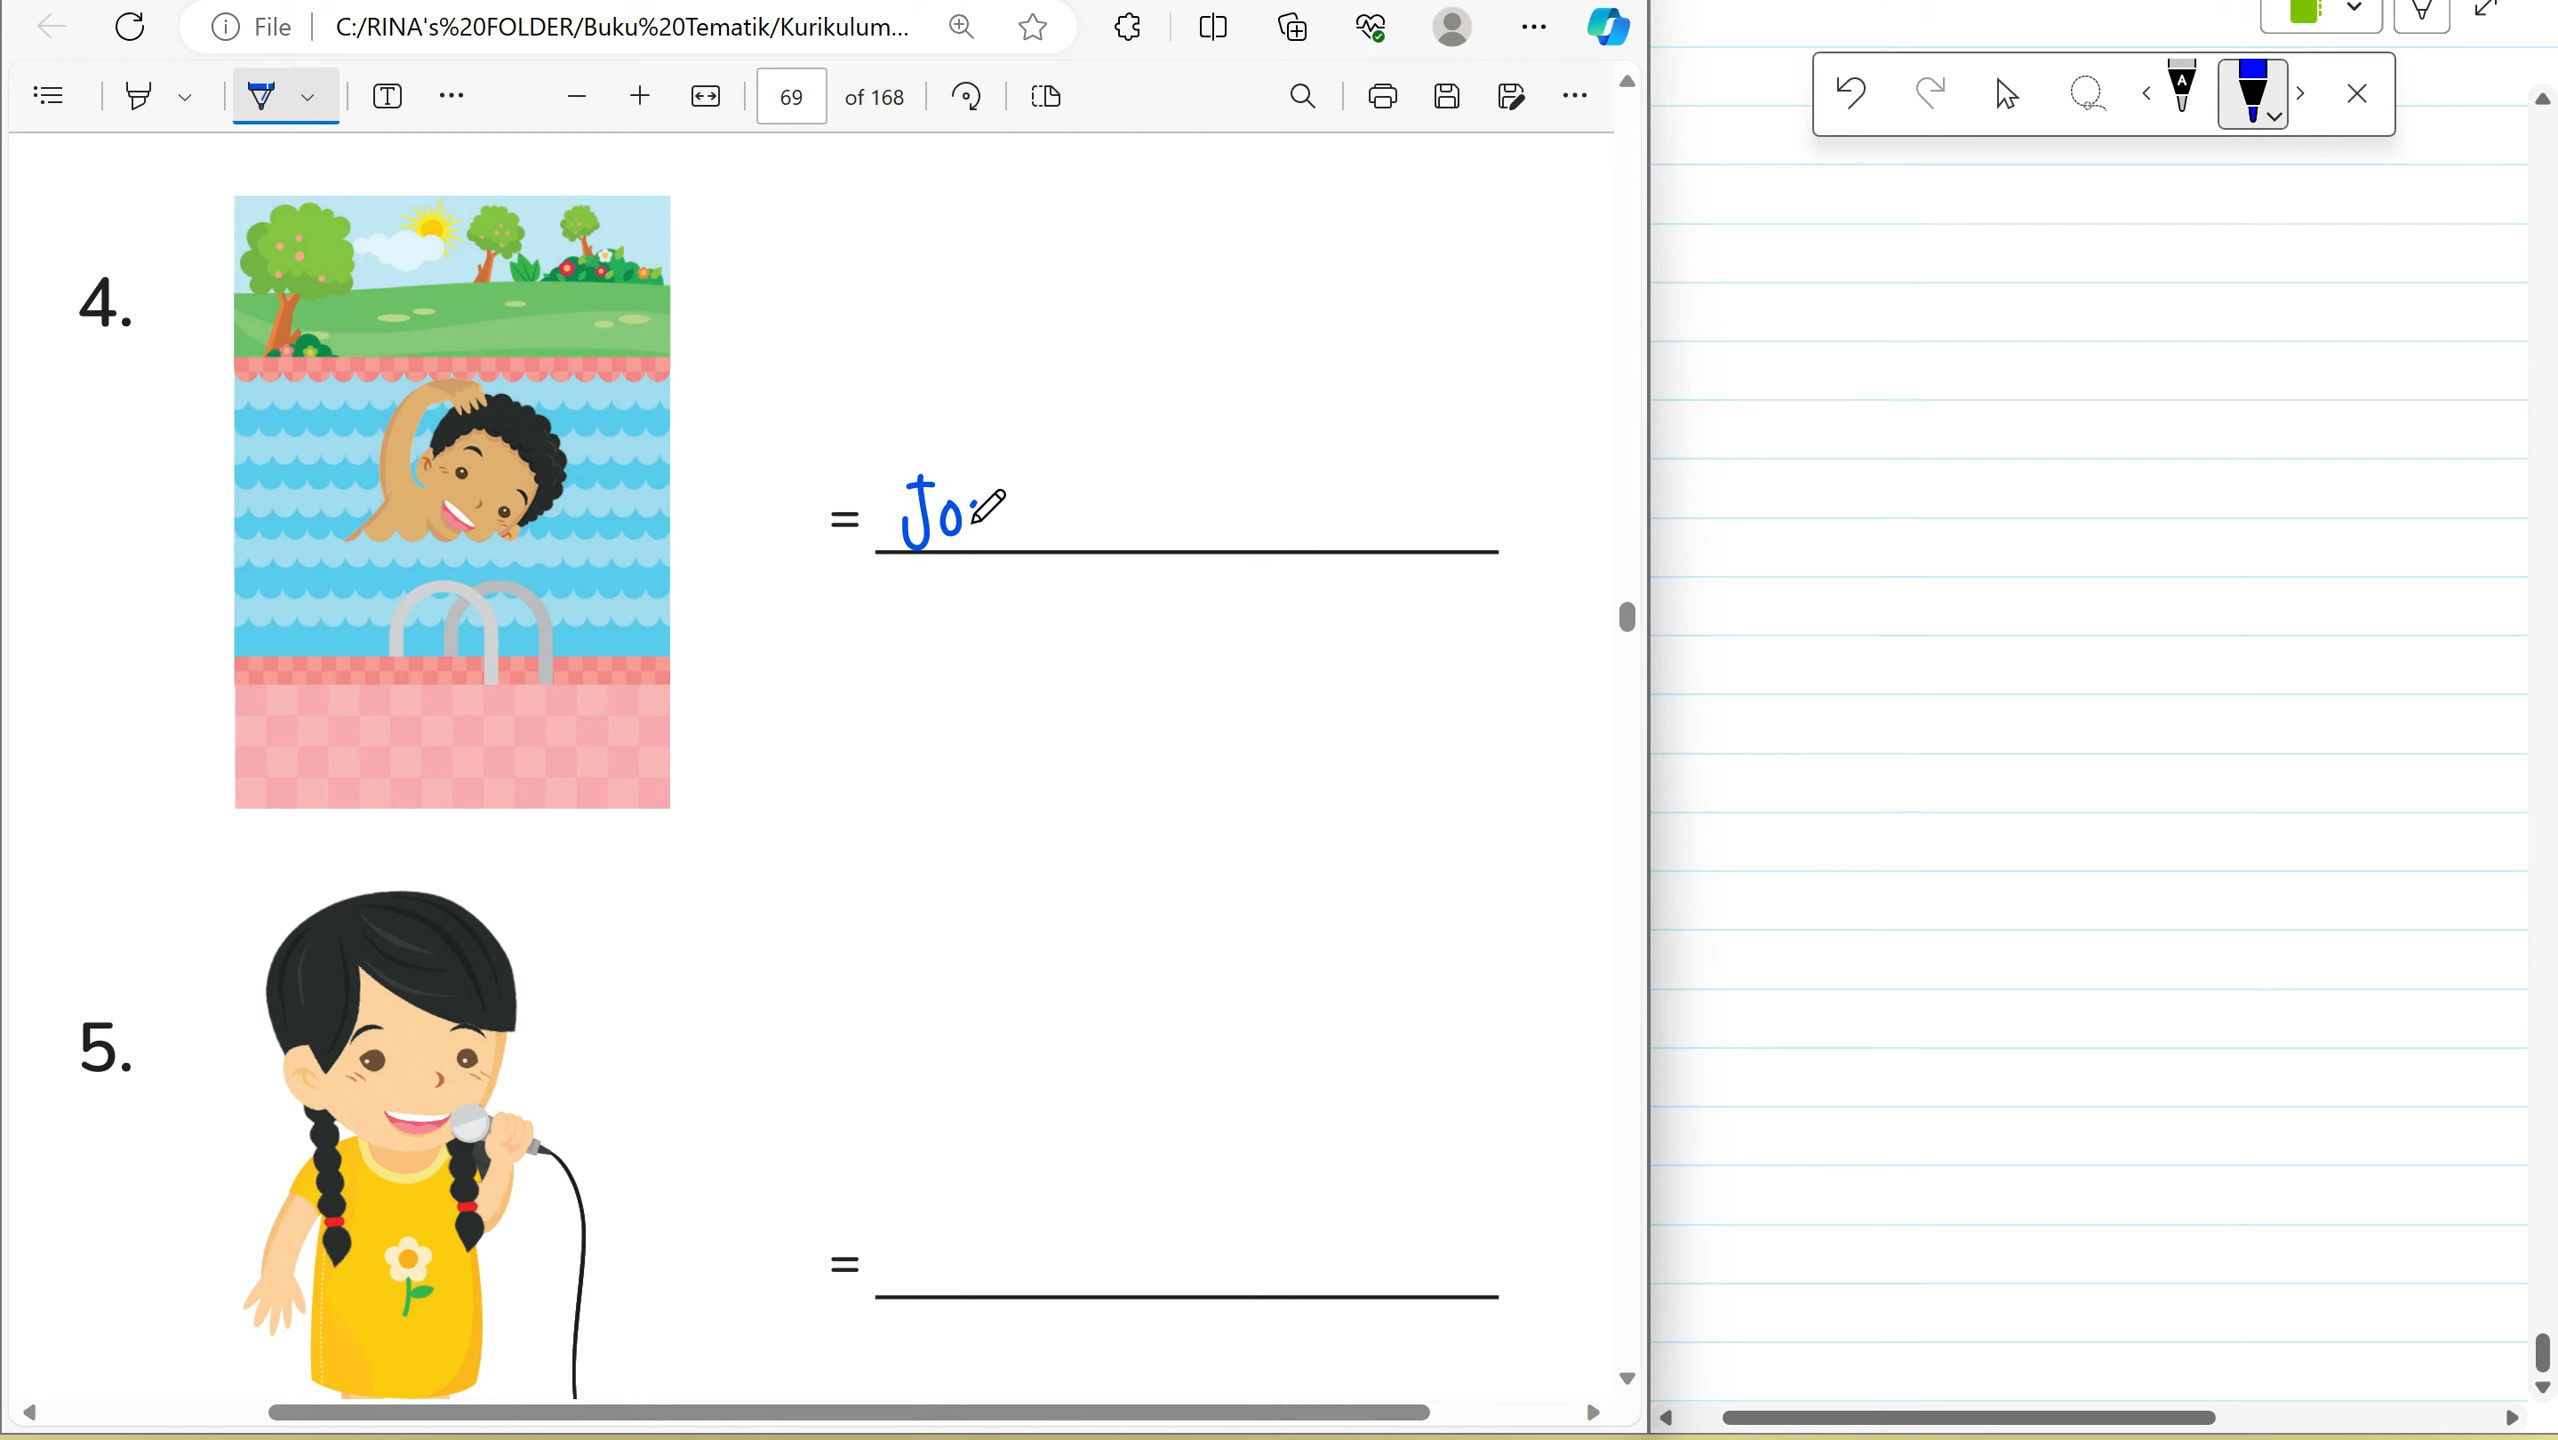 File C:/RINA's%20FOLDER/Buku%20Tematik/Kurikulum...
69 of 168
4.
= Jo
5.
=